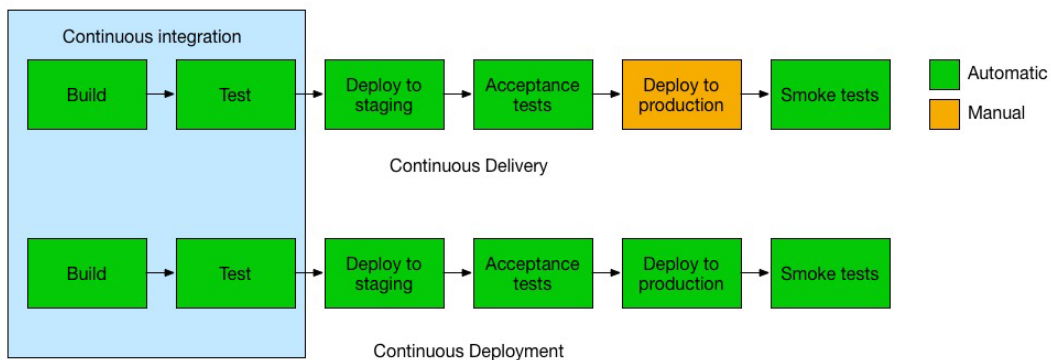 Continuous integration
Build
Test
Deploy to
staging
Acceptance
tests
Deploy to
production
Smoke tests
Automatic
Manual
Continuous Delivery
Build
Test
Deploy to
staging
Acceptance
tests
Deploy to
production
Smoke tests
Continuous Deployment